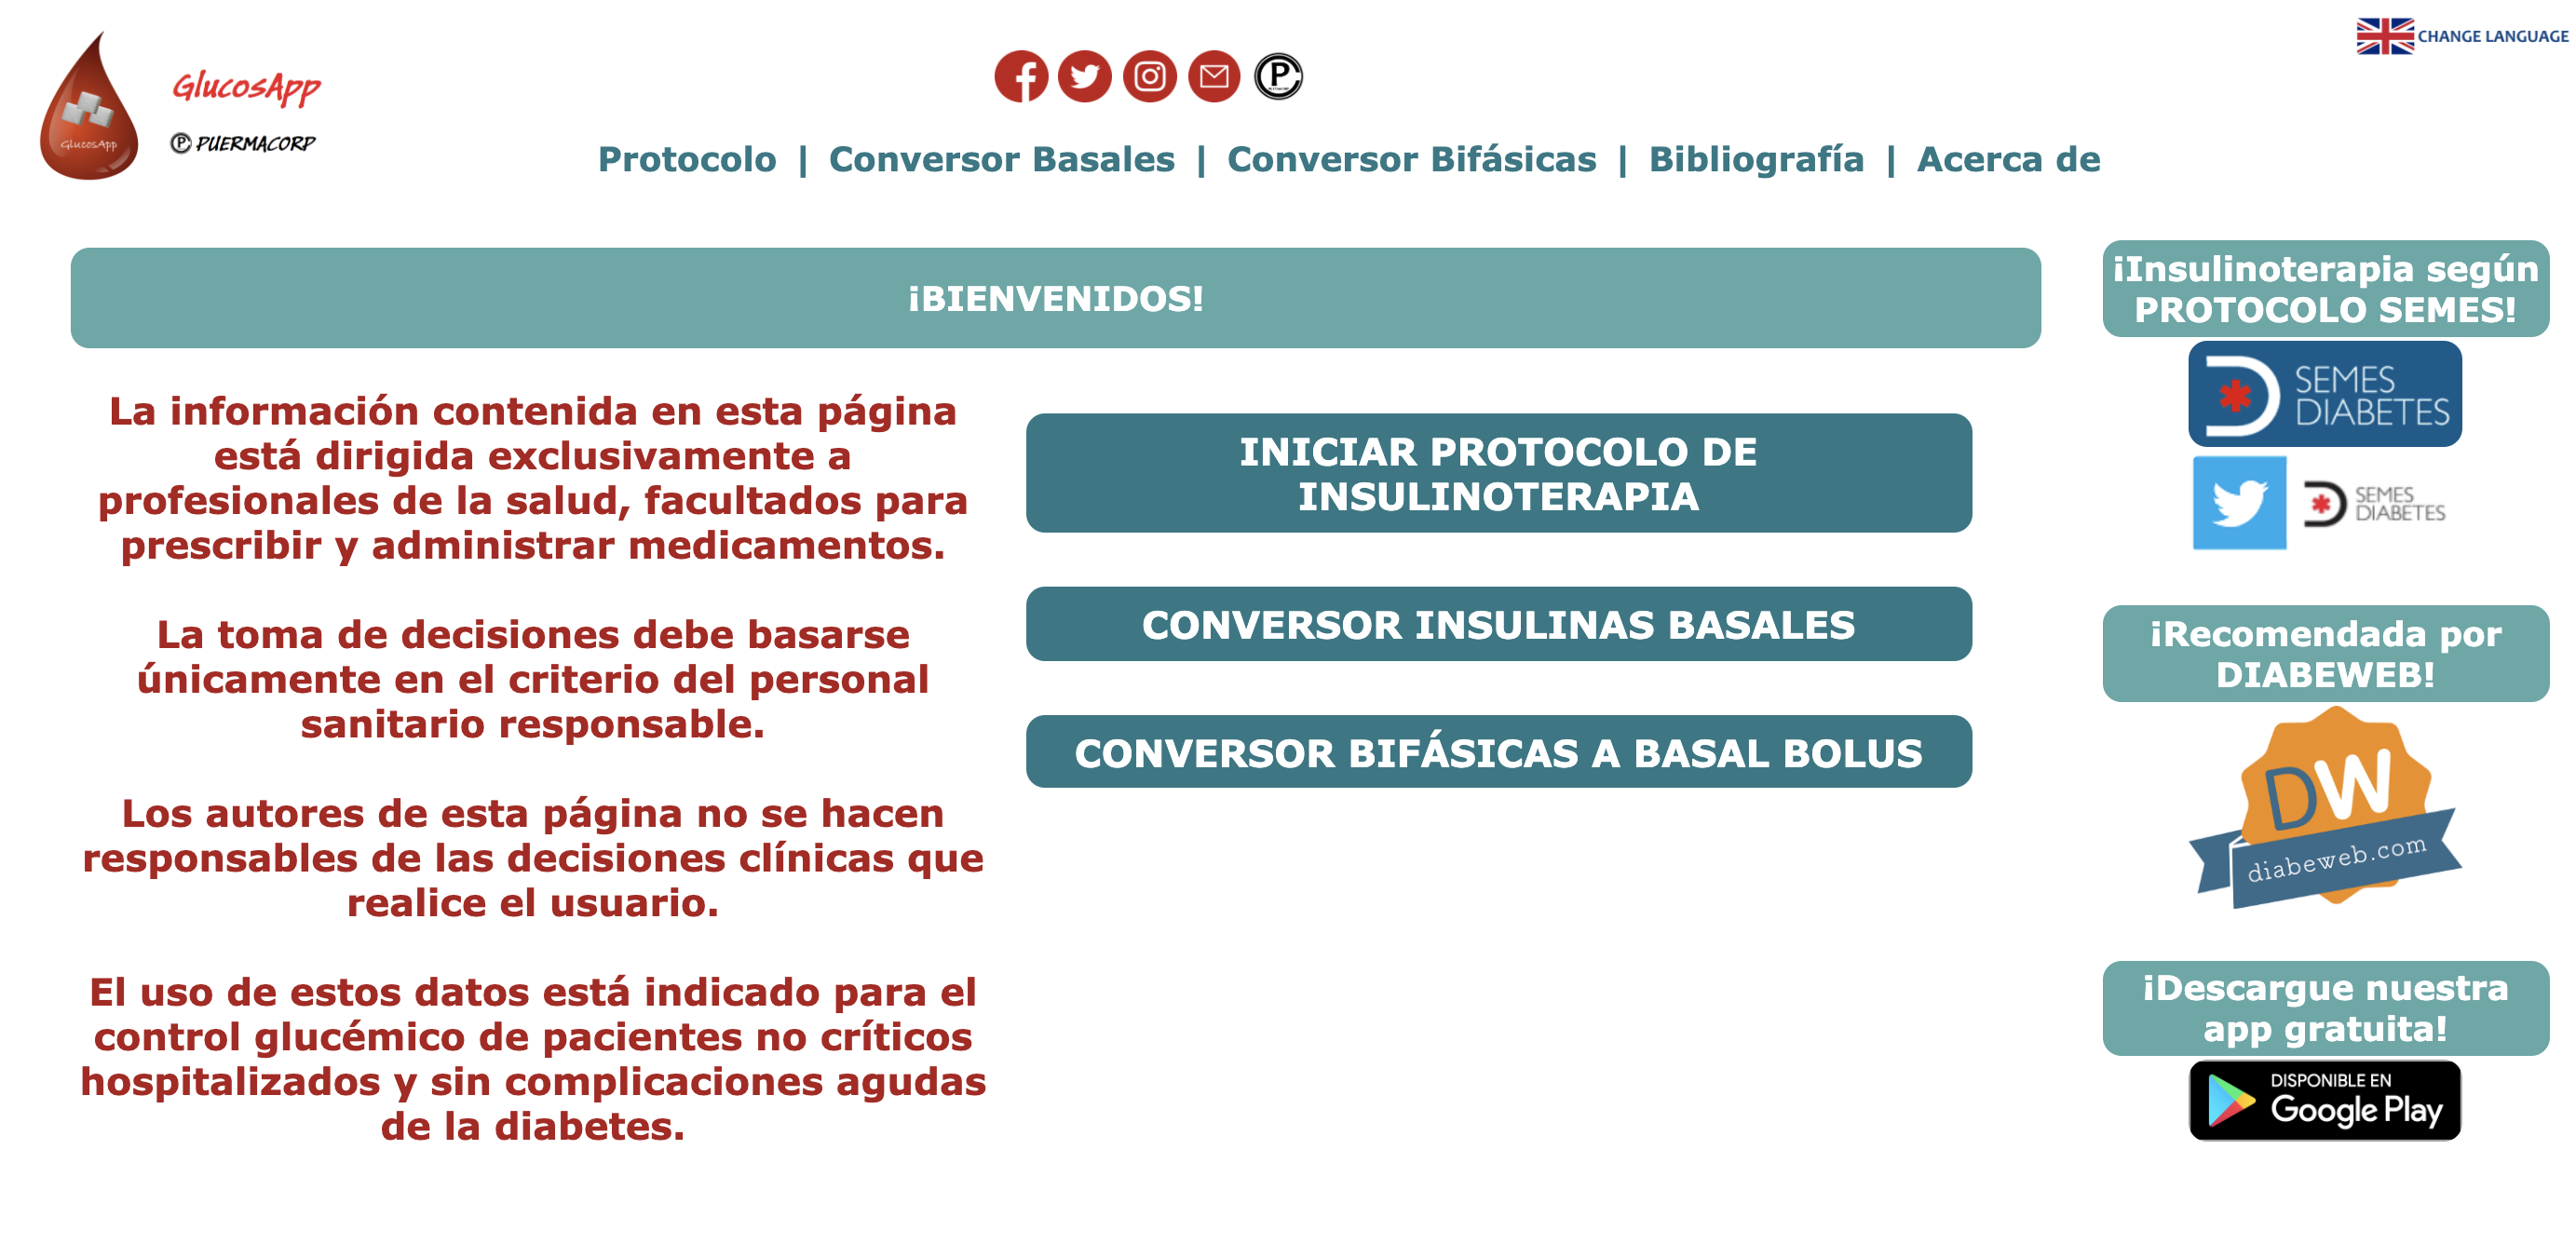 CHANGE LANGUAGE
GlucosApp
GlucosApp
PUERMACORP
Protocolo | Conversor Basales | Conversor Bifásicas | Bibliografía | Acerca de
¡BIENVENIDOS!
La información contenida en esta página
está dirigida exclusivamente a
profesionales de la salud, facultados para
prescribir y administrar medicamentos.
La toma de decisiones debe basarse
únicamente en el criterio del personal
sanitario responsable.
Los autores de esta página no se hacen
responsables de las decisiones clínicas que
realice el usuario.
El uso de estos datos está indicado para el
control glucémico de pacientes no críticos
hospitalizados y sin complicaciones agudas
de la diabetes.
INICIAR PROTOCOLO DE
INSULINOTERAPIA
CONVERSOR INSULINAS BASALES
CONVERSOR BIFÁSICAS A BASAL BOLUS
¡Insulinoterapia según
PROTOCOLO SEMES!
SEMES
DIABETES
SEMES
DIABETES
¡Recomendada por
DIABEWEB!
DW
diabeweb.com
¡Descargue nuestra
app gratuita!
DISPONIBLE EN
Google Play